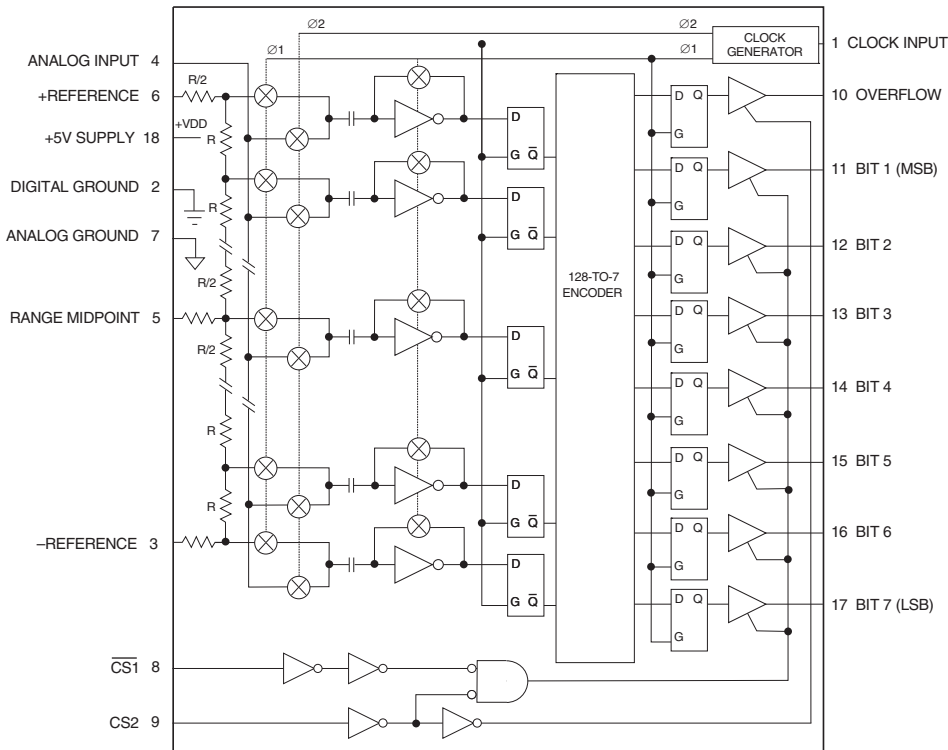 ∅2
∅2
CLOCK GENERATOR
1 CLOCK INPUT
∅1
∅1
ANALOG INPUT 4
R/2
+REFERENCE 6
D Q
G
10 OVERFLOW
+VDD
+5V SUPPLY 18
R
D
G Q̅
DIGITAL GROUND 2
D Q
G
11 BIT 1 (MSB)
R
D
G Q̅
ANALOG GROUND 7
D Q
G
12 BIT 2
R/2
128-TO-7
ENCODER
RANGE MIDPOINT 5
R/2
D
G Q̅
D Q
G
13 BIT 3
D Q
G
14 BIT 4
R
D Q
G
15 BIT 5
R
D
G Q̅
–REFERENCE 3
D Q
G
16 BIT 6
D
G Q̅
D Q
G
17 BIT 7 (LSB)
C̅S̅1̅ 8
CS2 9